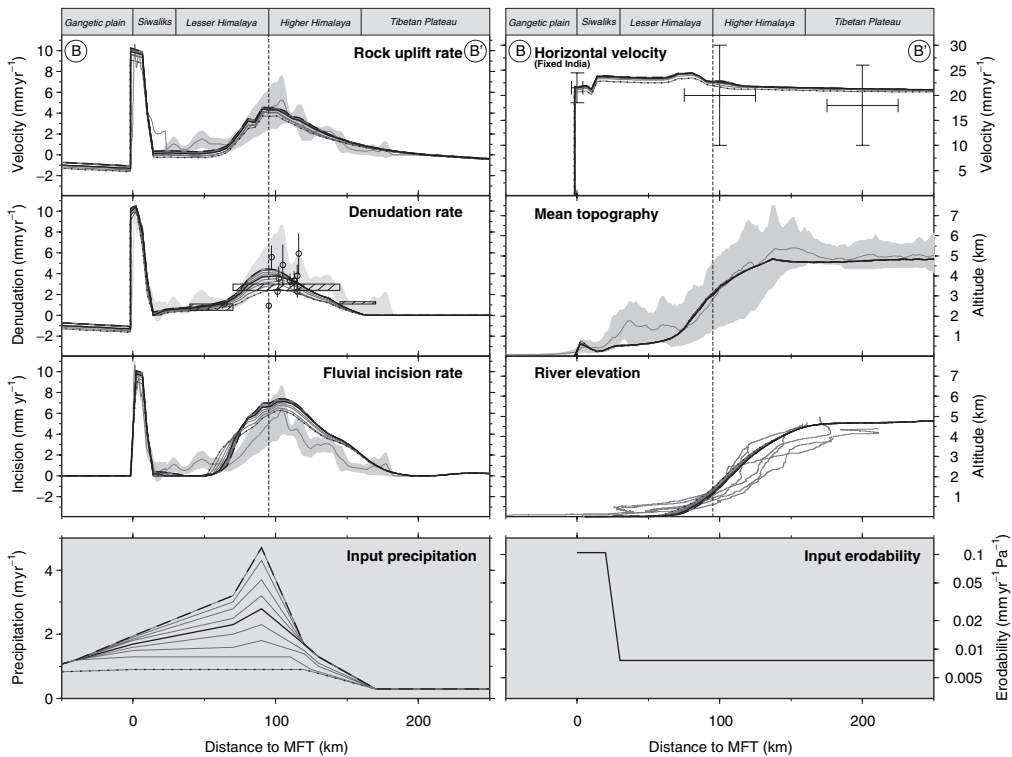 Gangetic plain Siwaliks Lesser Himalaya Higher Himalaya Tibetan Plateau
B B'
Rock uplift rate
Velocity (mm yr−1)
10
8
6
4
2
0
−2
Denudation rate
Denudation (mm yr−1)
10
8
6
4
2
0
−2
Fluvial incision rate
Incision (mm yr−1)
10
8
6
4
2
0
−2
Input precipitation
Precipitation (m yr−1)
4
2
0
0 100 200
Distance to MFT (km)
Gangetic plain Siwaliks Lesser Himalaya Higher Himalaya Tibetan Plateau
B B'
Horizontal velocity
(Fixed India)
Velocity (mm yr−1)
30
25
20
15
10
5
Mean topography
Altitude (km)
7
6
5
4
3
2
1
River elevation
Altitude (km)
7
6
5
4
3
2
1
Input erodability
Erodability (mm yr−1 Pa−1)
0.1
0.05
0.02
0.01
0.005
0 100 200
Distance to MFT (km)